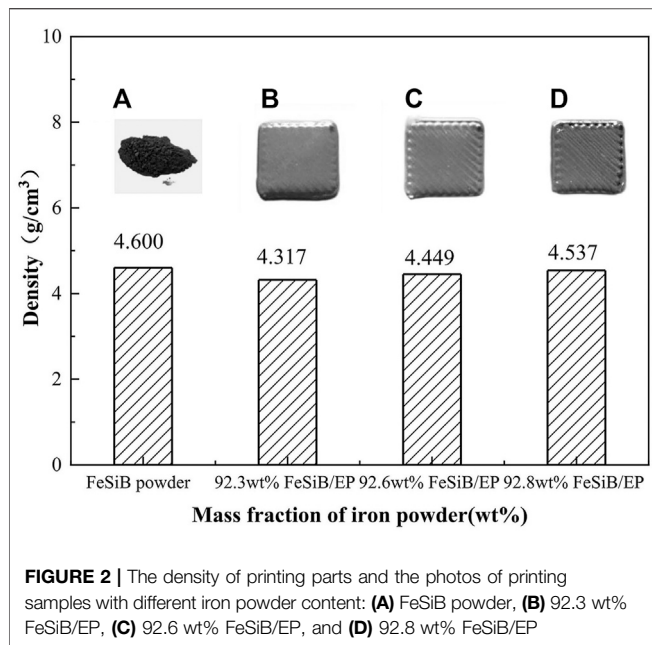 10
8
6
4
2
0
Density (g/cm³)
A
B
C
D
4.600
4.317
4.449
4.537
FeSiB powder
92.3wt% FeSiB/EP
92.6wt% FeSiB/EP
92.8wt% FeSiB/EP
Mass fraction of iron powder(wt%)
FIGURE 2 | The density of printing parts and the photos of printing
samples with different iron powder content: (A) FeSiB powder, (B) 92.3 wt%
FeSiB/EP, (C) 92.6 wt% FeSiB/EP, and (D) 92.8 wt% FeSiB/EP